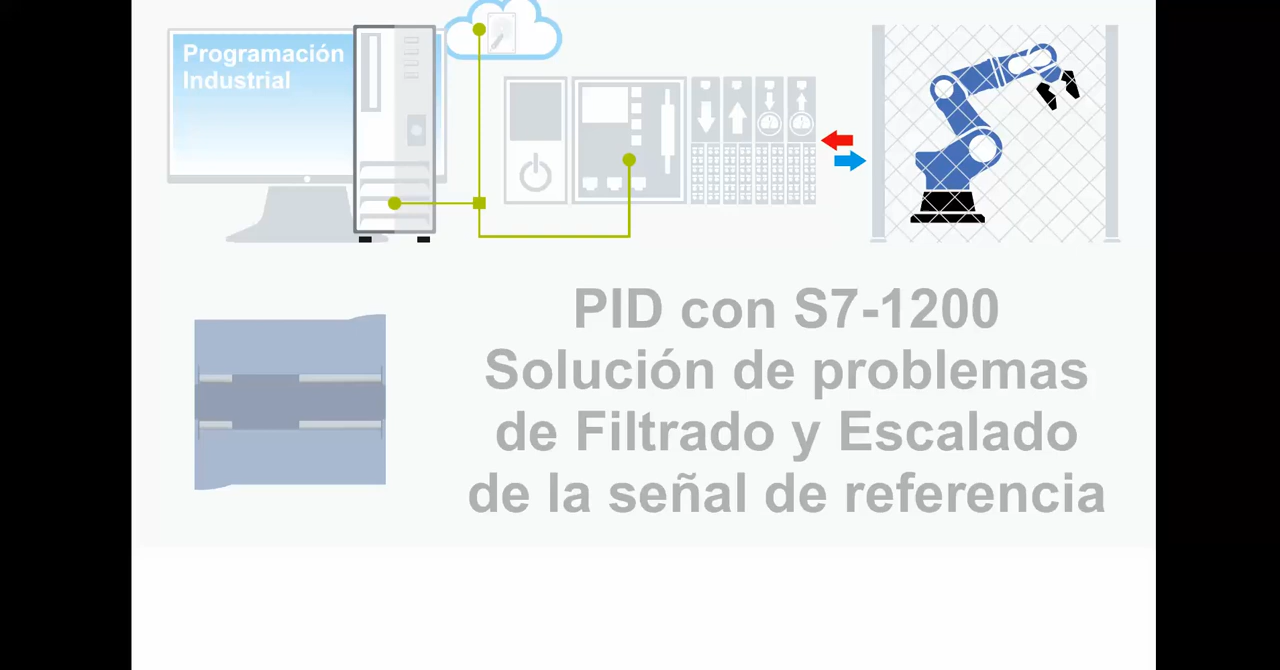 Programación
Industrial
PID con S7-1200
Solución de problemas
de Filtrado y Escalado
de la señal de referencia